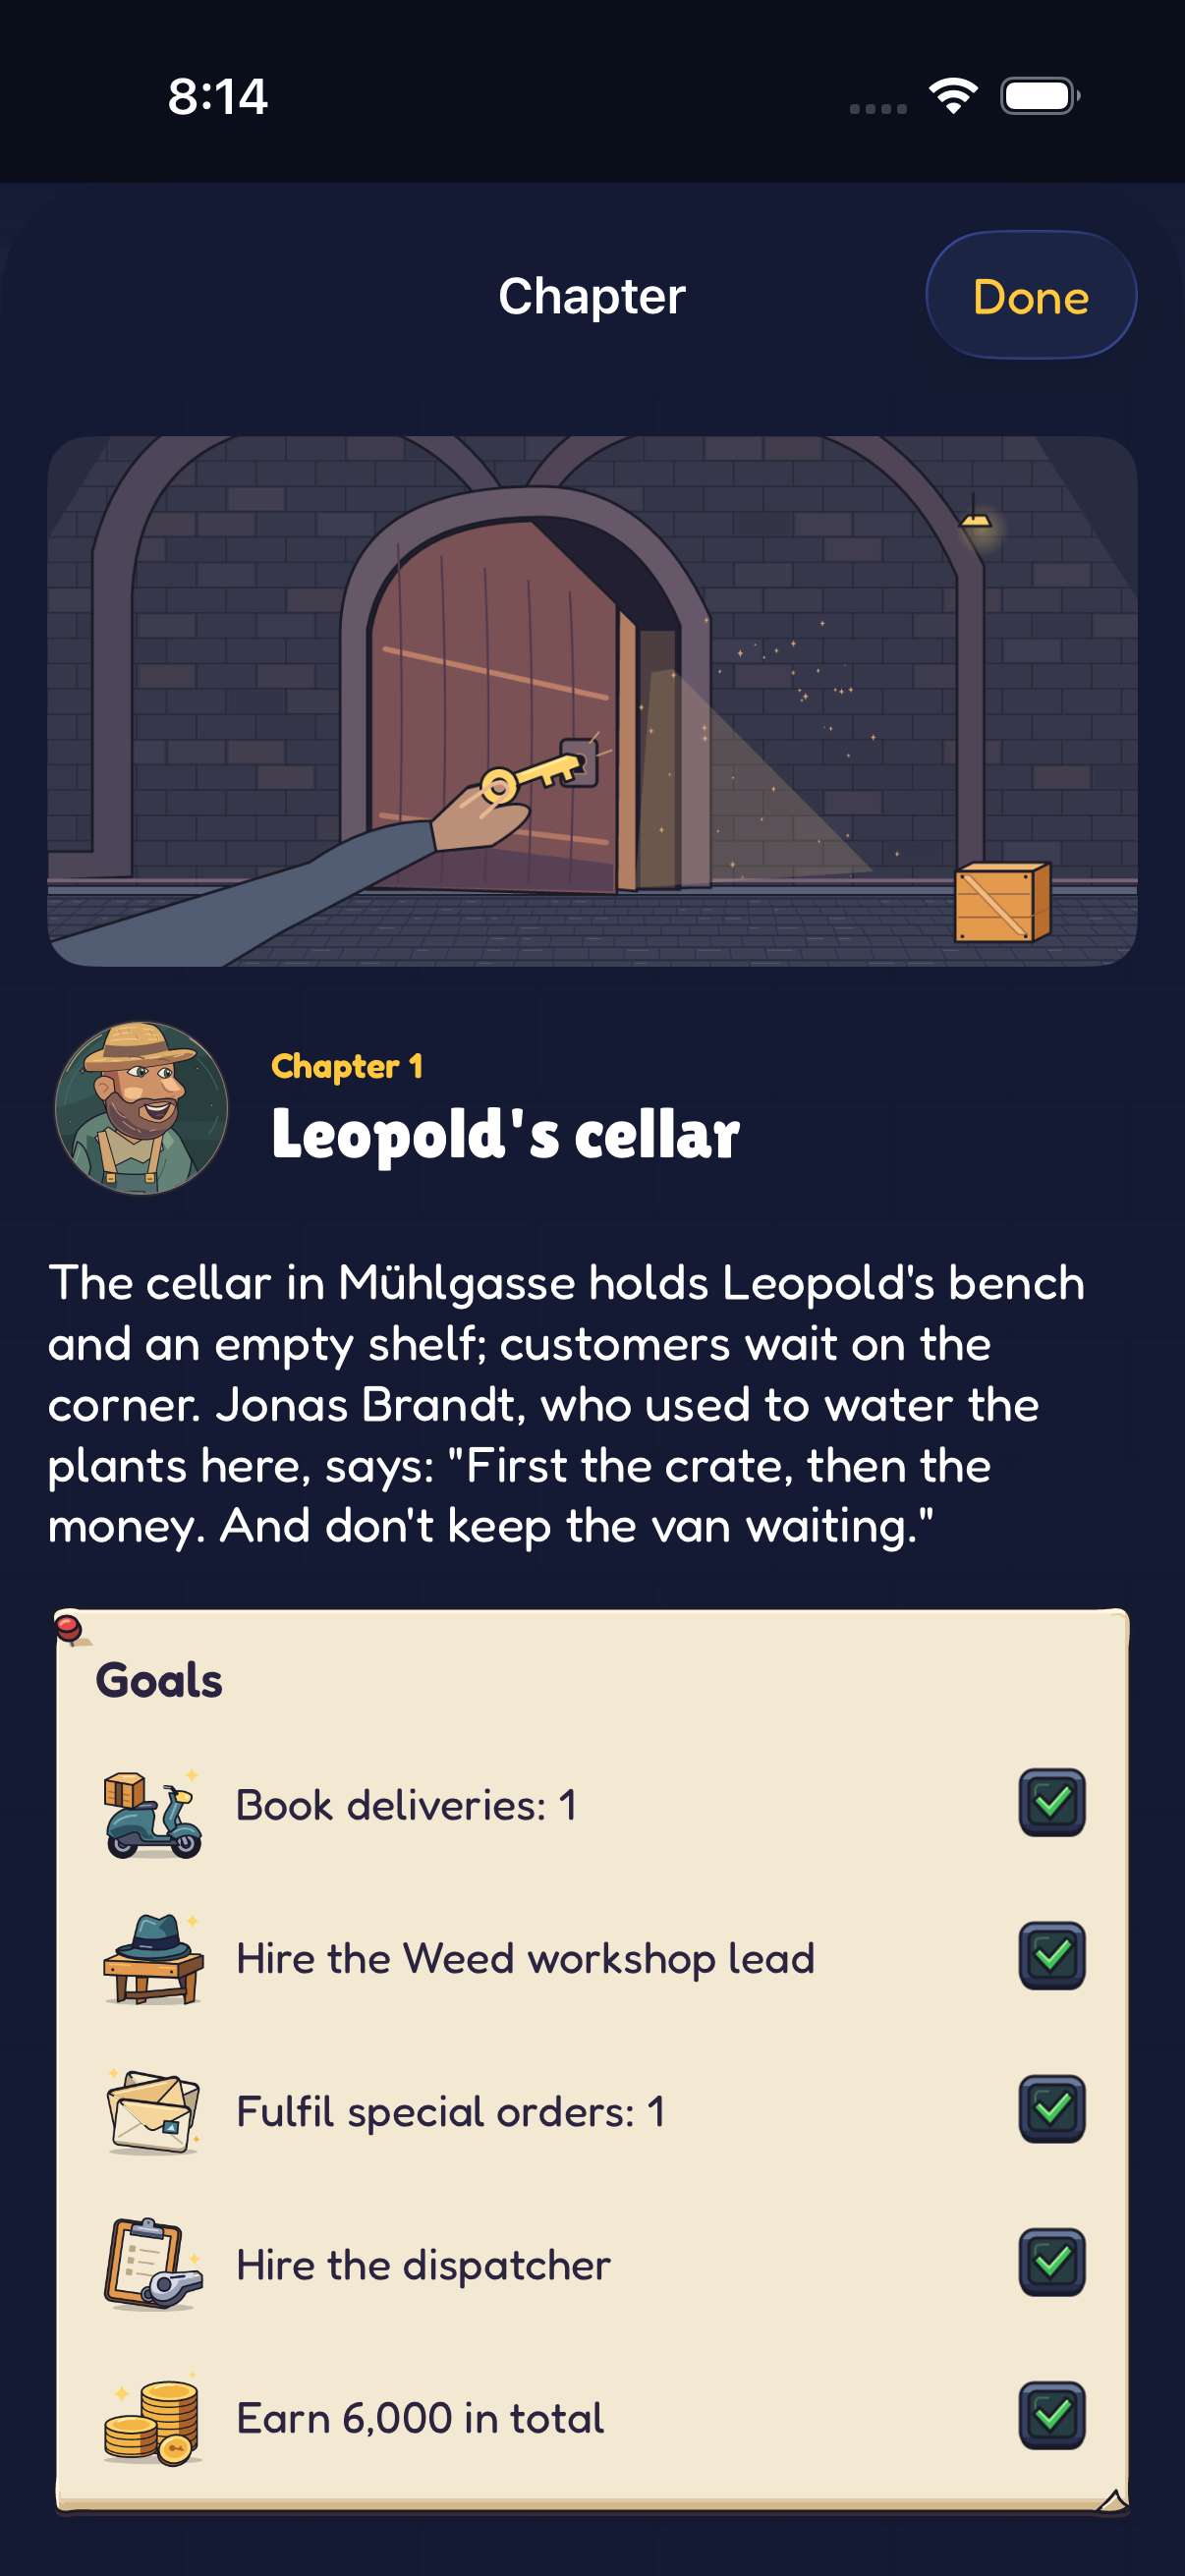 8:14
Chapter
Done
Chapter 1
Leopold's cellar
The cellar in Mühlgasse holds Leopold's bench
and an empty shelf; customers wait on the
corner. Jonas Brandt, who used to water the
plants here, says: "First the crate, then the
money. And don't keep the van waiting."
Goals
Book deliveries: 1
Hire the Weed workshop lead
Fulfil special orders: 1
Hire the dispatcher
Earn 6,000 in total